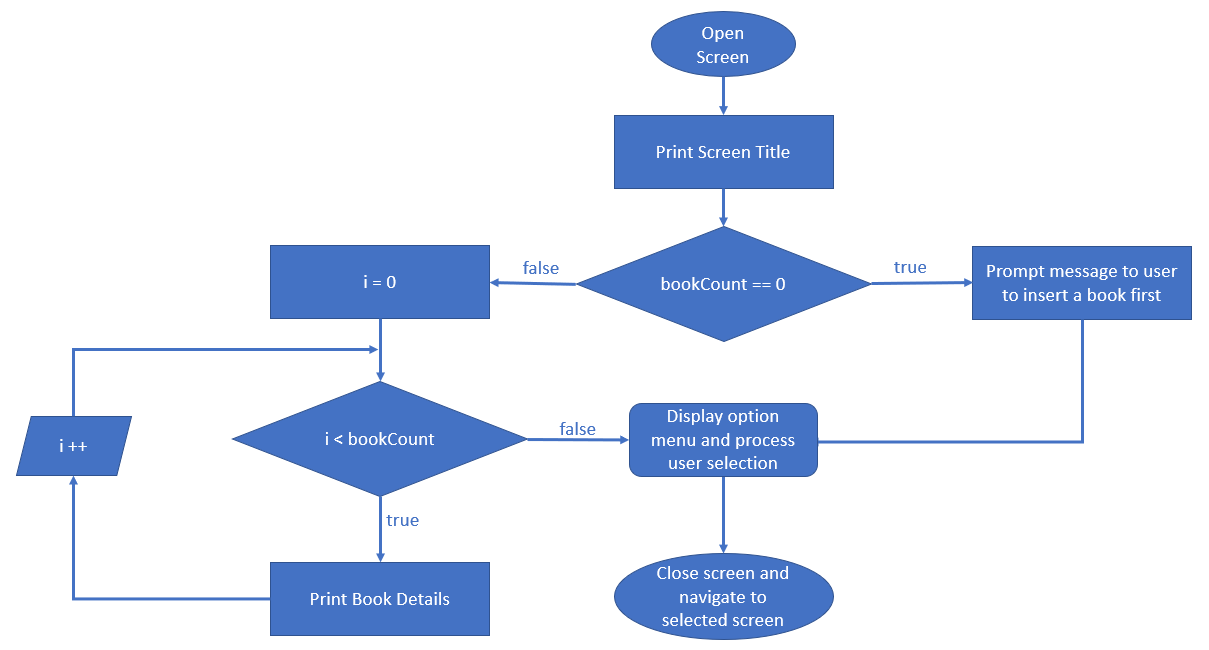 Open
Screen
Print Screen Title
bookCount == 0
false
true
i = 0
Prompt message to user
to insert a book first
i < bookCount
false
true
Display option
menu and process
user selection
i ++
Print Book Details
Close screen and
navigate to
selected screen